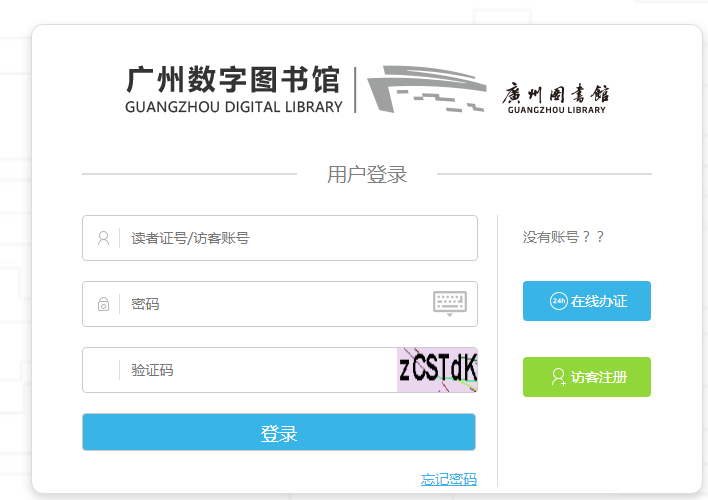 广州数字图书馆
GUANGZHOU DIGITAL LIBRARY
廣州圖書館
GUANGZHOU LIBRARY
用户登录
读者证号/访客账号
没有账号？？
密码
24h 在线办证
验证码
zCSTdK
访客注册
登录
忘记密码